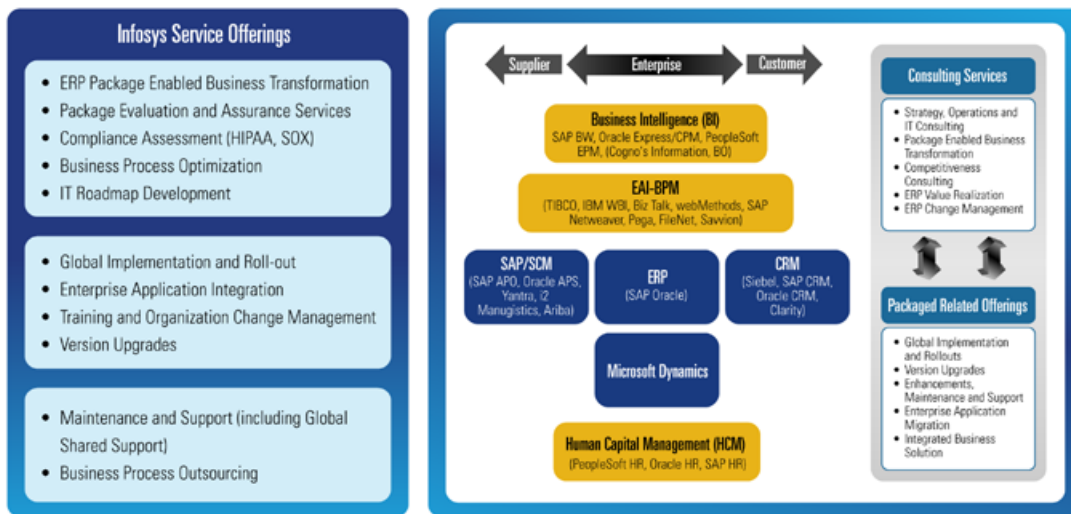 Infosys Service Offerings
• ERP Package Enabled Business Transformation
• Package Evaluation and Assurance Services
• Compliance Assessment (HIPAA, SOX)
• Business Process Optimization
• IT Roadmap Development
• Global Implementation and Roll-out
• Enterprise Application Integration
• Training and Organization Change Management
• Version Upgrades
• Maintenance and Support (including Global
Shared Support)
• Business Process Outsourcing
Supplier Enterprise Customer
Business Intelligence (BI)
SAP BW, Oracle Express/CPM, PeopleSoft
EPM, (Cogno's Information, BO)
EAI-BPM
(TIBCO, IBM WBI, Biz Talk, webMethods, SAP
Netweaver, Pega, FileNet, Savvion)
SAP/SCM
(SAP APO, Oracle APS,
Yantra, i2
Manugistics, Ariba)
ERP
(SAP Oracle)
CRM
(Siebel, SAP CRM,
Oracle CRM,
Clarity)
Microsoft Dynamics
Human Capital Management (HCM)
(PeopleSoft HR, Oracle HR, SAP HR)
Consulting Services
• Strategy, Operations and
IT Consulting
• Package Enabled Business
Transformation
• Competitiveness
Consulting
• ERP Value Realization
• ERP Change Management
Packaged Related Offerings
• Global Implementation
and Rollouts
• Version Upgrades
• Enhancements,
Maintenance and Support
• Enterprise Application
Migration
• Integrated Business
Solution